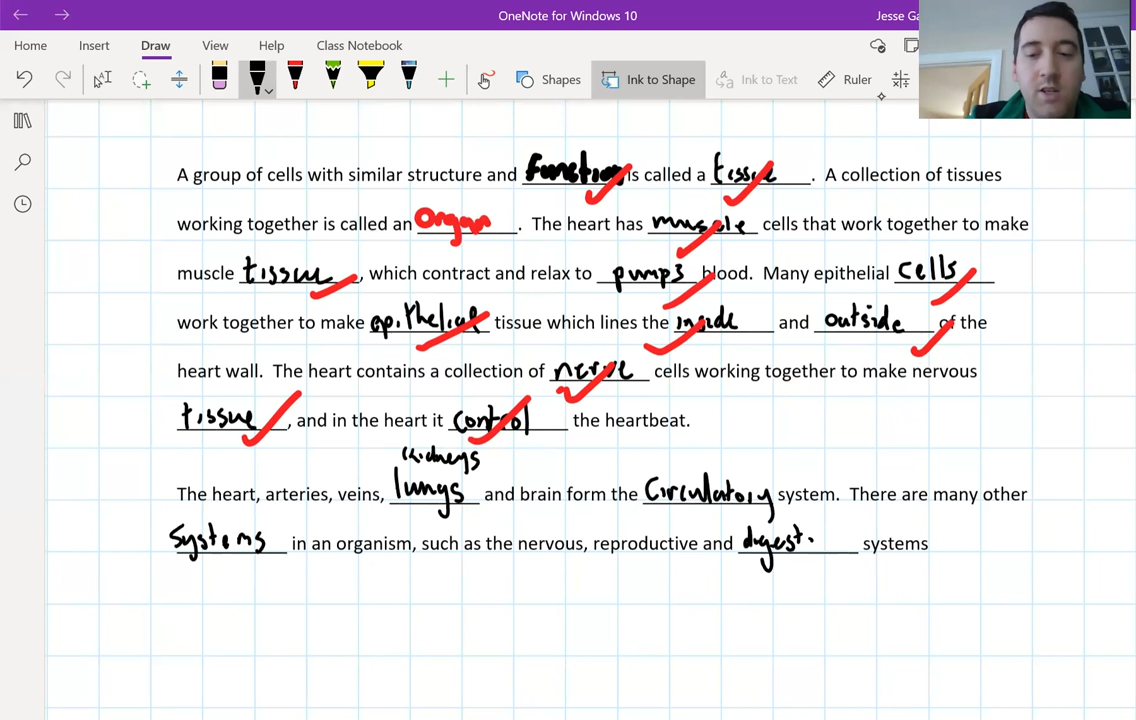 OneNote for Windows 10
Jesse Ga
Home Insert Draw View Help Class Notebook
Shapes Ink to Shape Ink to Text Ruler
A group of cells with similar structure and function is called a tissue. A collection of tissues
working together is called an organ. The heart has muscle cells that work together to make
muscle tissue, which contract and relax to pumps blood. Many epithelial cells
work together to make epithelial tissue which lines the inside and outside of the
heart wall. The heart contains a collection of nerve cells working together to make nervous
tissue, and in the heart it control the heartbeat.
kidneys
The heart, arteries, veins, lungs and brain form the Circulatory system. There are many other
systems in an organism, such as the nervous, reproductive and digest systems